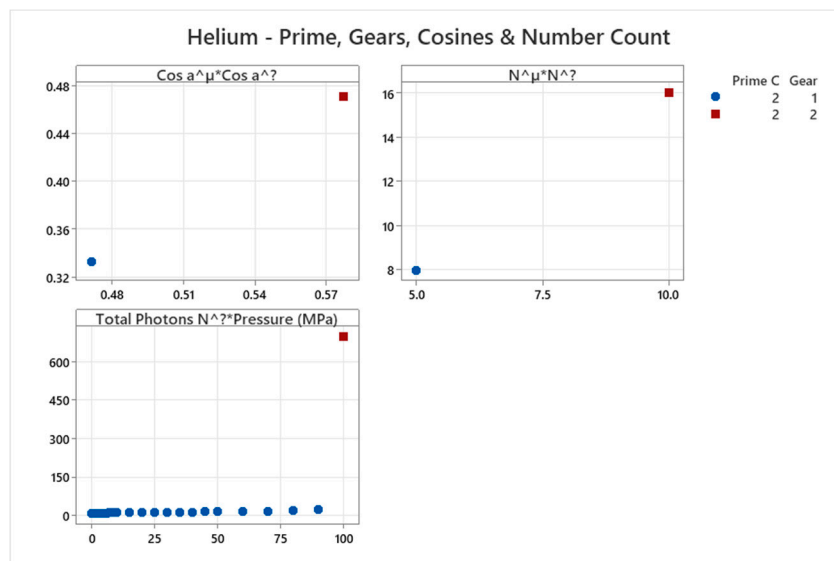 Helium - Prime, Gears, Cosines & Number Count
Cos a^µ*Cos a^?
0.48
0.44
0.40
0.36
0.32
0.48 0.51 0.54 0.57
N^µ*N^?
16
14
12
10
8
5.0 7.5 10.0
Prime C Gear
2 1
2 2
Total Photons N^?*Pressure (MPa)
600
450
300
150
0
0 25 50 75 100